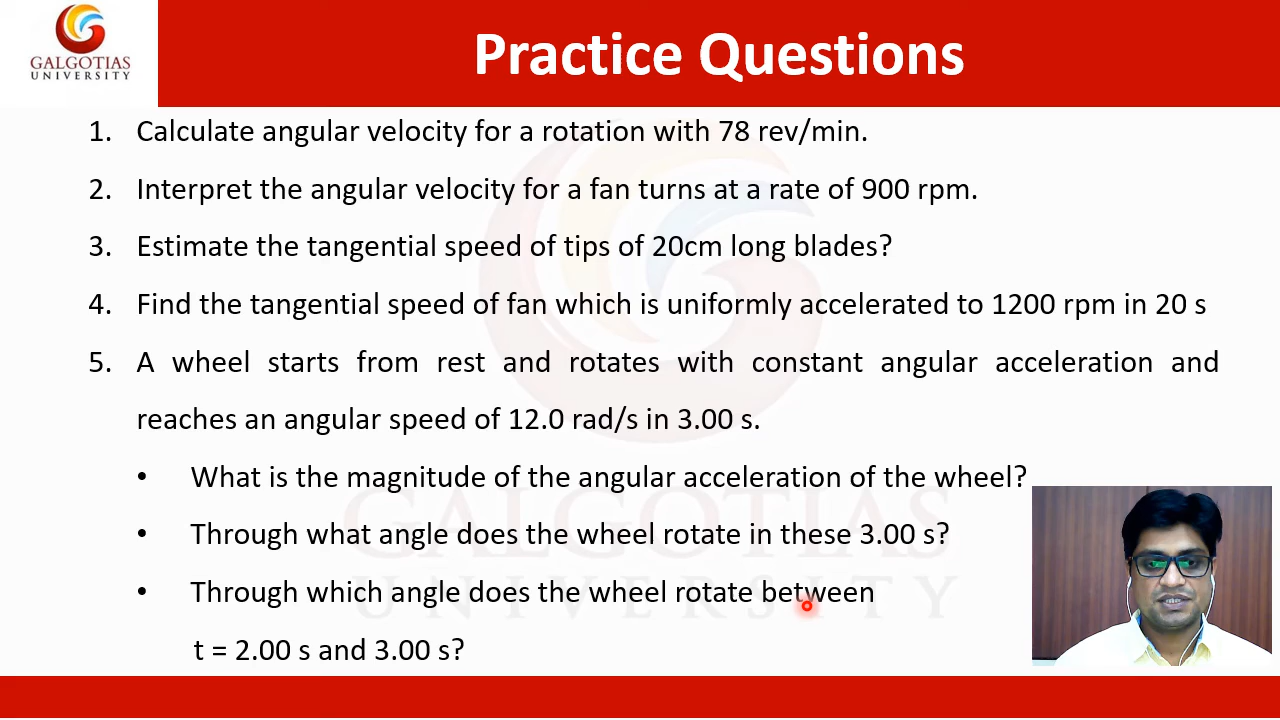 GALGOTIAS
UNIVERSITY
Practice Questions
1. Calculate angular velocity for a rotation with 78 rev/min.
2. Interpret the angular velocity for a fan turns at a rate of 900 rpm.
3. Estimate the tangential speed of tips of 20cm long blades?
4. Find the tangential speed of fan which is uniformly accelerated to 1200 rpm in 20 s
5. A wheel starts from rest and rotates with constant angular acceleration and
reaches an angular speed of 12.0 rad/s in 3.00 s.
• What is the magnitude of the angular acceleration of the wheel?
• Through what angle does the wheel rotate in these 3.00 s?
• Through which angle does the wheel rotate between
t = 2.00 s and 3.00 s?
GALGOTIAS
UNIVERSITY